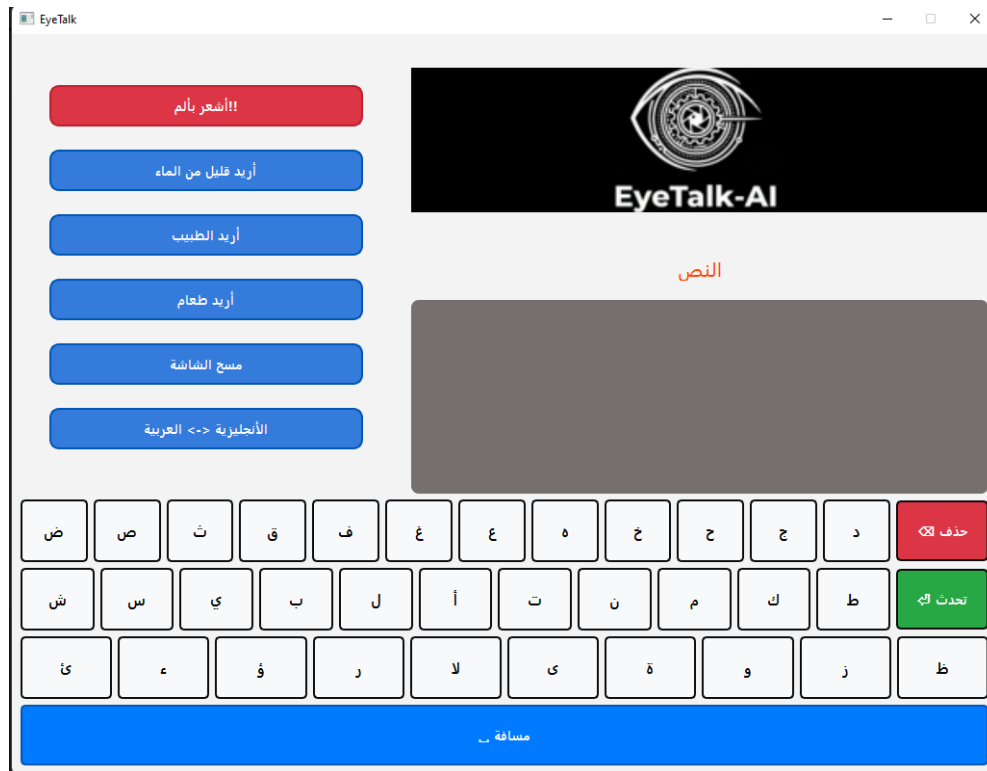 EyeTalk
!!أشعر بألم
أريد قليل من الماء
أريد الطبيب
أريد طعام
مسح الشاشة
الأنجليزية <-> العربية
EyeTalk-AI
النص
ض ص ث ق ف غ ع ه خ ح ج د حذف ⌫
ش س ي ب ل أ ت ن م ك ط تحدث ⏎
ئ ء ؤ ر لا ى ة و ز ظ
مسافة ⎵